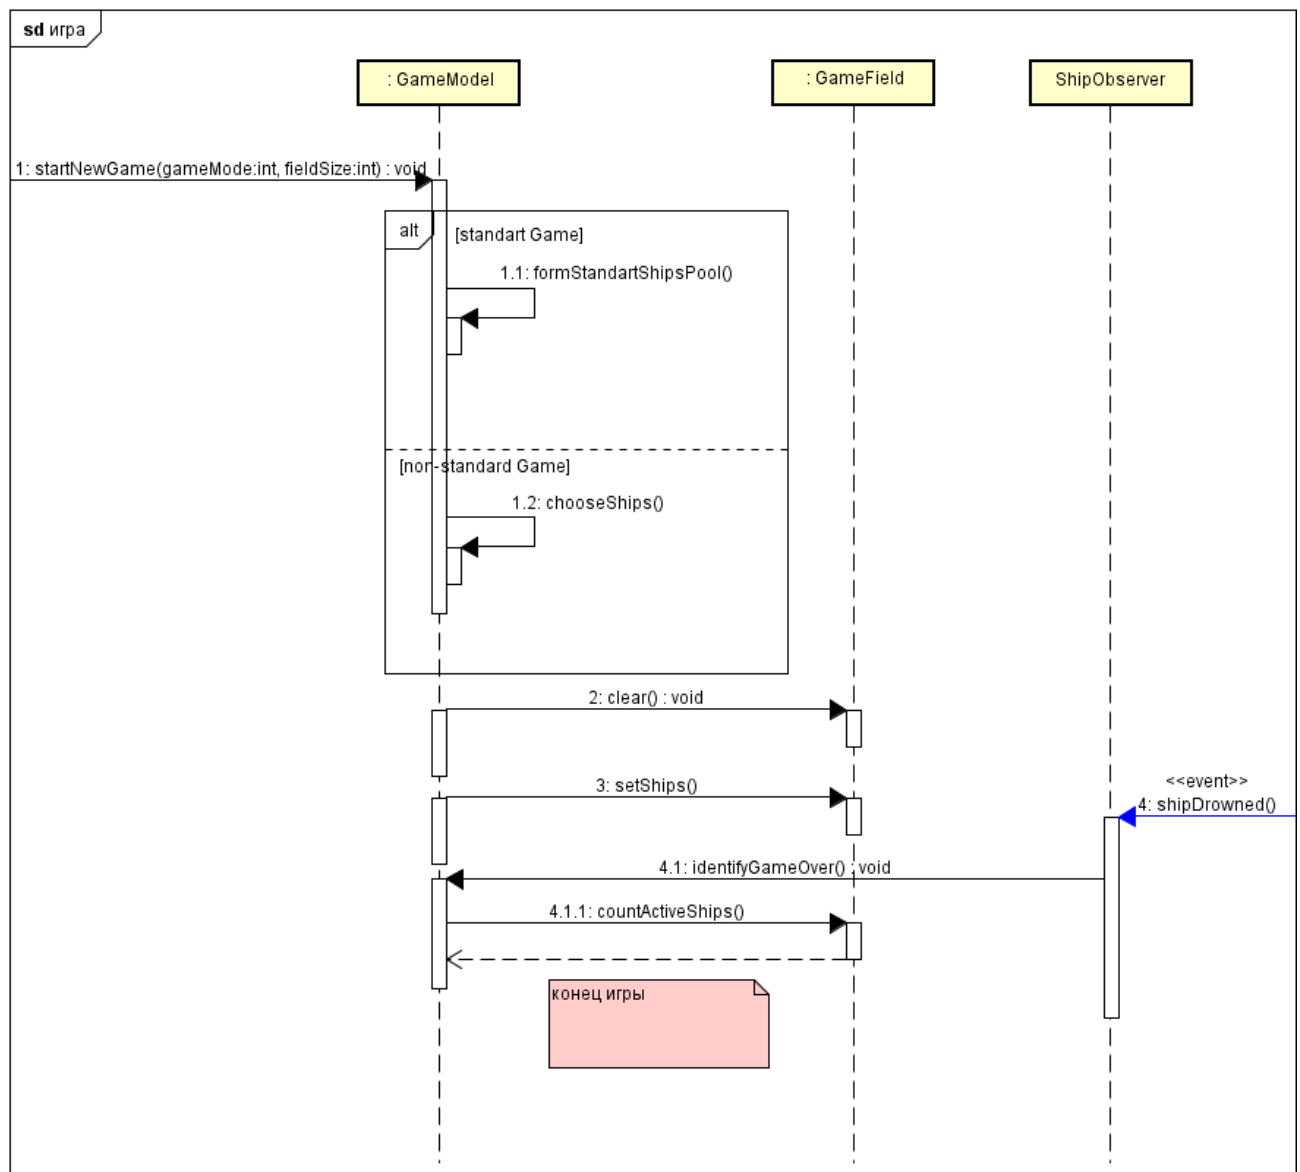 sd игра
: GameModel
: GameField
ShipObserver
1: startNewGame(gameMode:int, fieldSize:int) : void
alt
[standart Game]
1.1: formStandartShipsPool()
[non-standard Game]
1.2: chooseShips()
2: clear() : void
3: setShips()
<<event>>
4: shipDrowned()
4.1: identifyGameOver() : void
4.1.1: countActiveShips()
конец игры